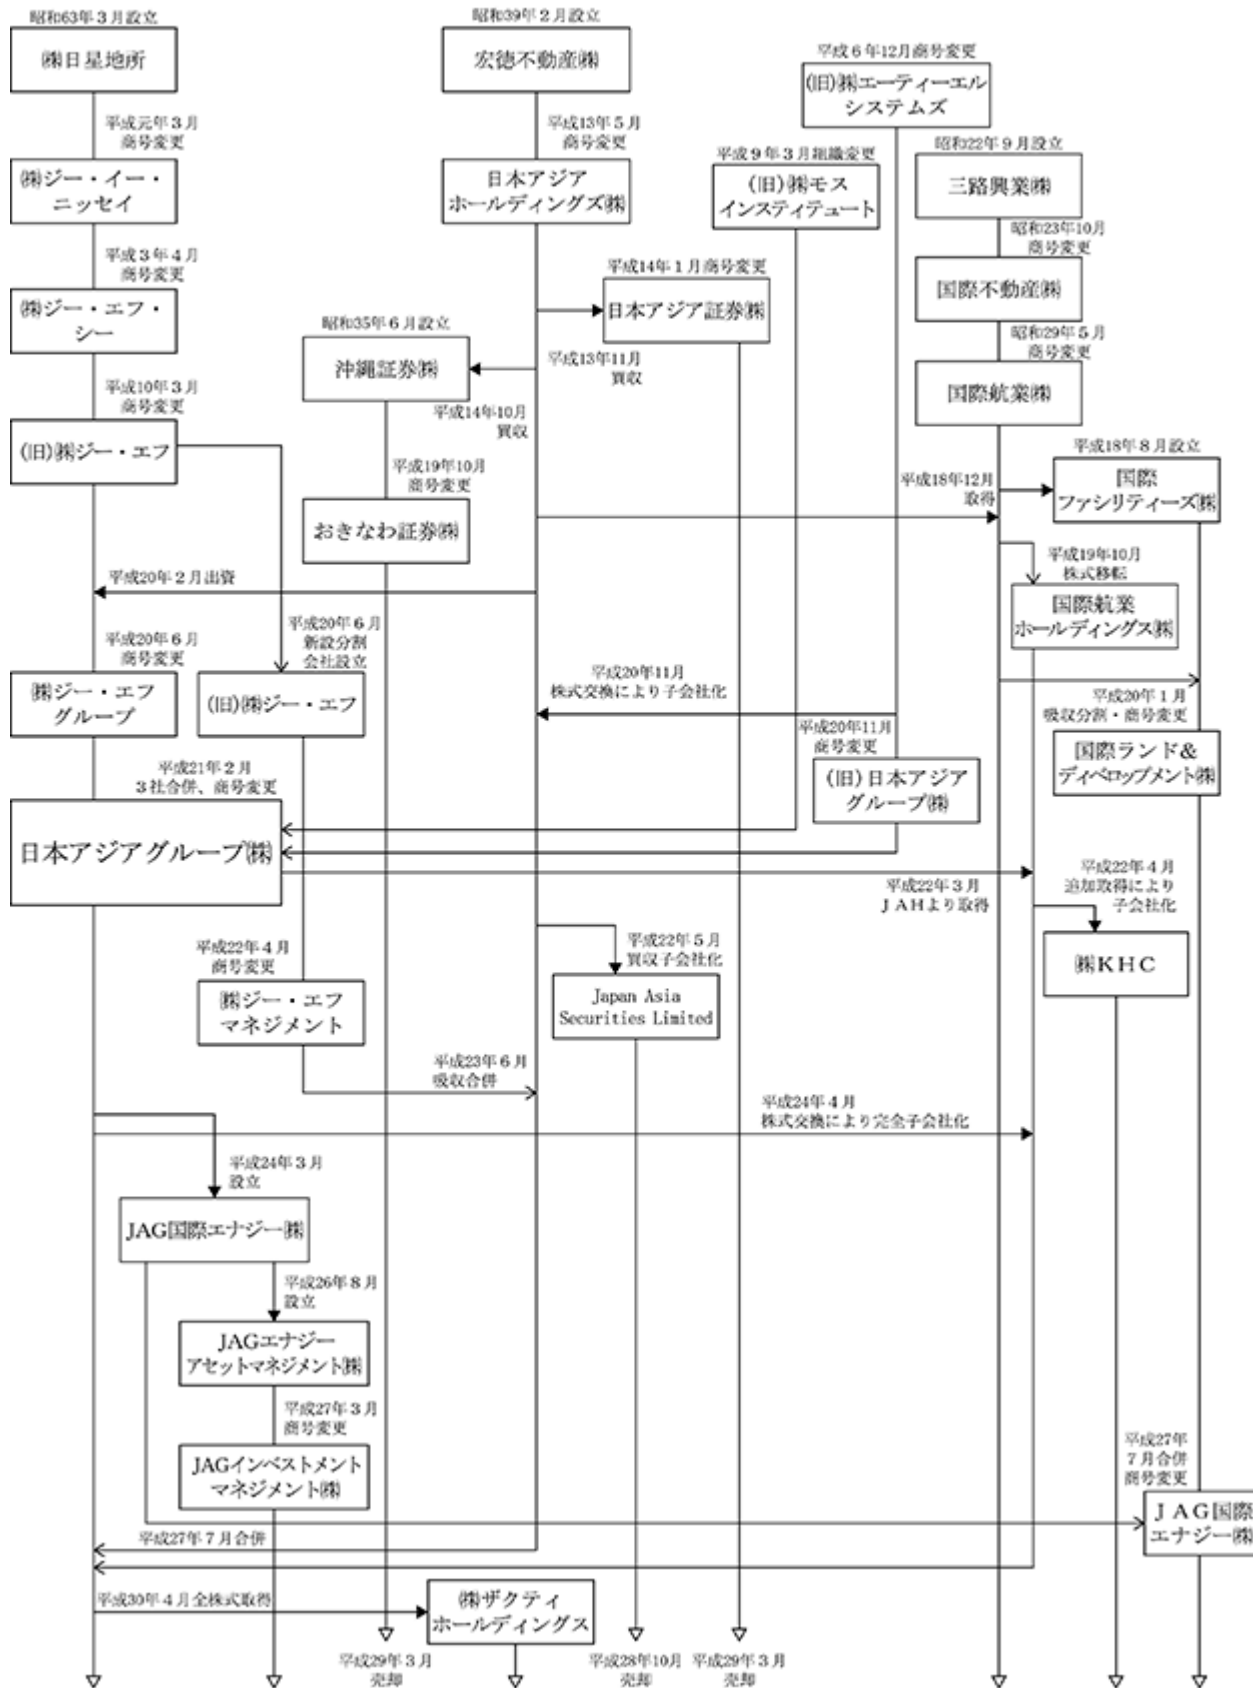 昭和63年３月設立
㈱日星地所
平成元年３月
商号変更
㈱ジー・イー・
ニッセイ
平成３年４月
商号変更
㈱ジー・エフ・
シー
平成10年３月
商号変更
(旧)㈱ジー・エフ
昭和39年２月設立
宏徳不動産㈱
平成13年５月
商号変更
日本アジア
ホールディングズ㈱
平成６年12月商号変更
(旧)㈱エーティーエル
システムズ
平成９年３月組織変更
(旧)㈱モス
インスティテュート
昭和22年９月設立
三路興業㈱
昭和23年10月
商号変更
国際不動産㈱
昭和29年５月
商号変更
国際航業㈱
平成14年１月商号変更
日本アジア証券㈱
平成13年11月
買収
昭和35年６月設立
沖縄証券㈱
平成14年10月
買収
平成19年10月
商号変更
おきなわ証券㈱
平成18年12月
取得
平成18年８月設立
国際
ファシリティーズ㈱
平成19年10月
株式移転
国際航業
ホールディングス㈱
平成20年２月出資
平成20年６月
商号変更
㈱ジー・エフ
グループ
平成20年６月
新設分割
会社設立
(旧)㈱ジー・エフ
平成20年11月
株式交換により子会社化
平成20年11月
商号変更
(旧)日本アジア
グループ㈱
平成20年１月
吸収分割・商号変更
国際ランド＆
ディベロップメント㈱
平成21年２月
３社合併、商号変更
日本アジアグループ㈱
平成22年３月
ＪＡＨより取得
平成22年４月
追加取得により
子会社化
㈱ＫＨＣ
平成22年４月
商号変更
㈱ジー・エフ
マネジメント
平成22年５月
買収子会社化
Japan Asia
Securities Limited
平成23年６月
吸収合併
平成24年４月
株式交換により完全子会社化
平成24年３月
設立
JAG国際エナジー㈱
平成26年８月
設立
JAGエナジー
アセットマネジメント㈱
平成27年３月
商号変更
JAGインベストメント
マネジメント㈱
平成27年
７月合併
商号変更
ＪＡＧ国際
エナジー㈱
平成27年７月合併
平成30年４月全株式取得
㈱ザクティ
ホールディングス
平成29年３月
売却
平成28年10月
売却
平成29年３月
売却